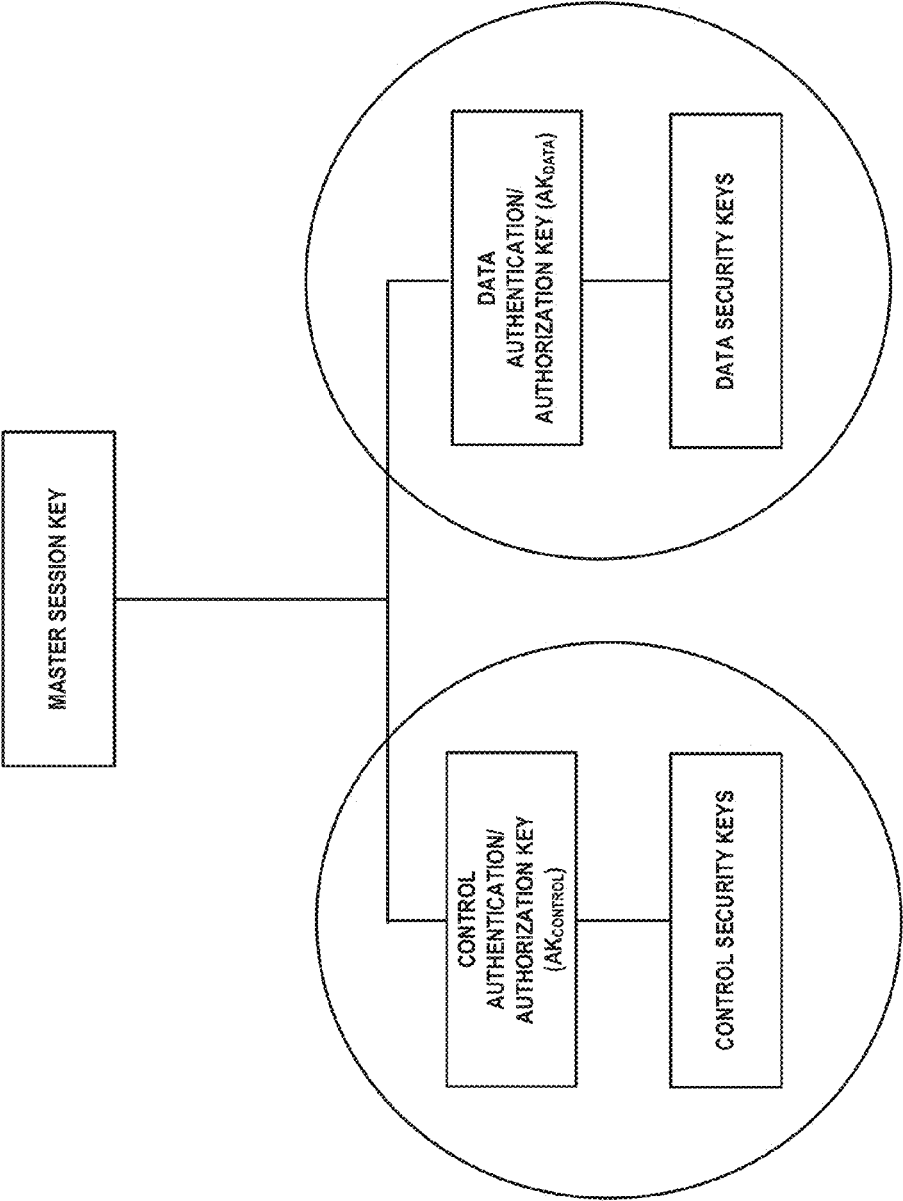 MASTER SESSION KEY
CONTROL
AUTHENTICATION/
AUTHORIZATION KEY
(AKCONTROL)
CONTROL SECURITY KEYS
DATA
AUTHENTICATION/
AUTHORIZATION KEY (AKDATA)
DATA SECURITY KEYS